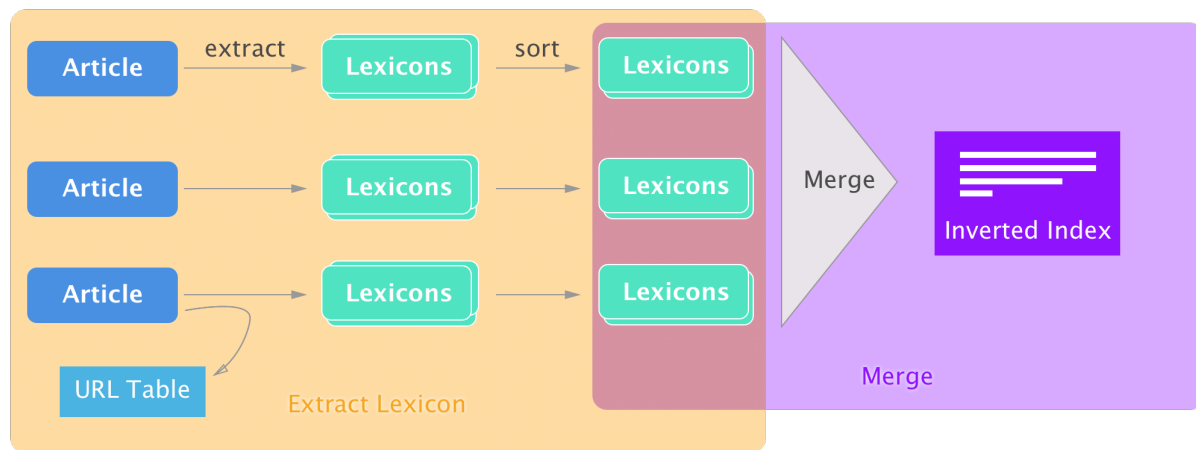 extract
sort
Article
Lexicons
Lexicons
Article
Lexicons
Lexicons
Merge
Inverted Index
Article
Lexicons
Lexicons
URL Table
Extract Lexicon
Merge